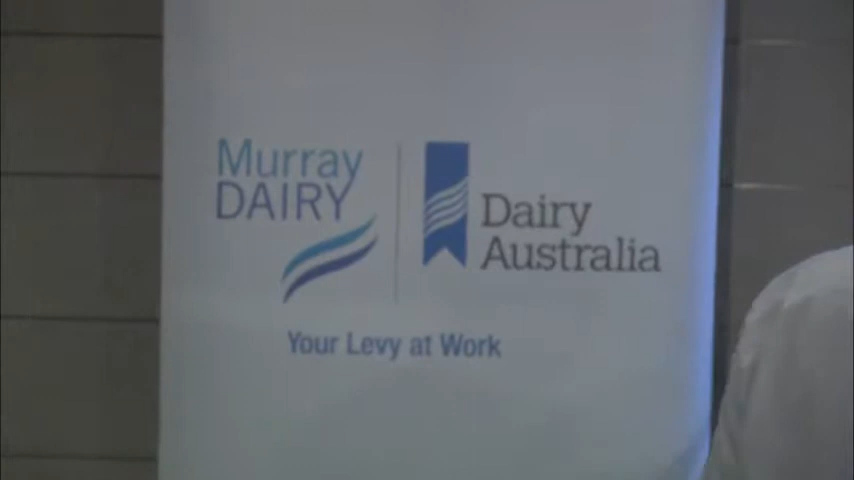 Murray
DAIRY
Dairy
Australia
Your Levy at Work